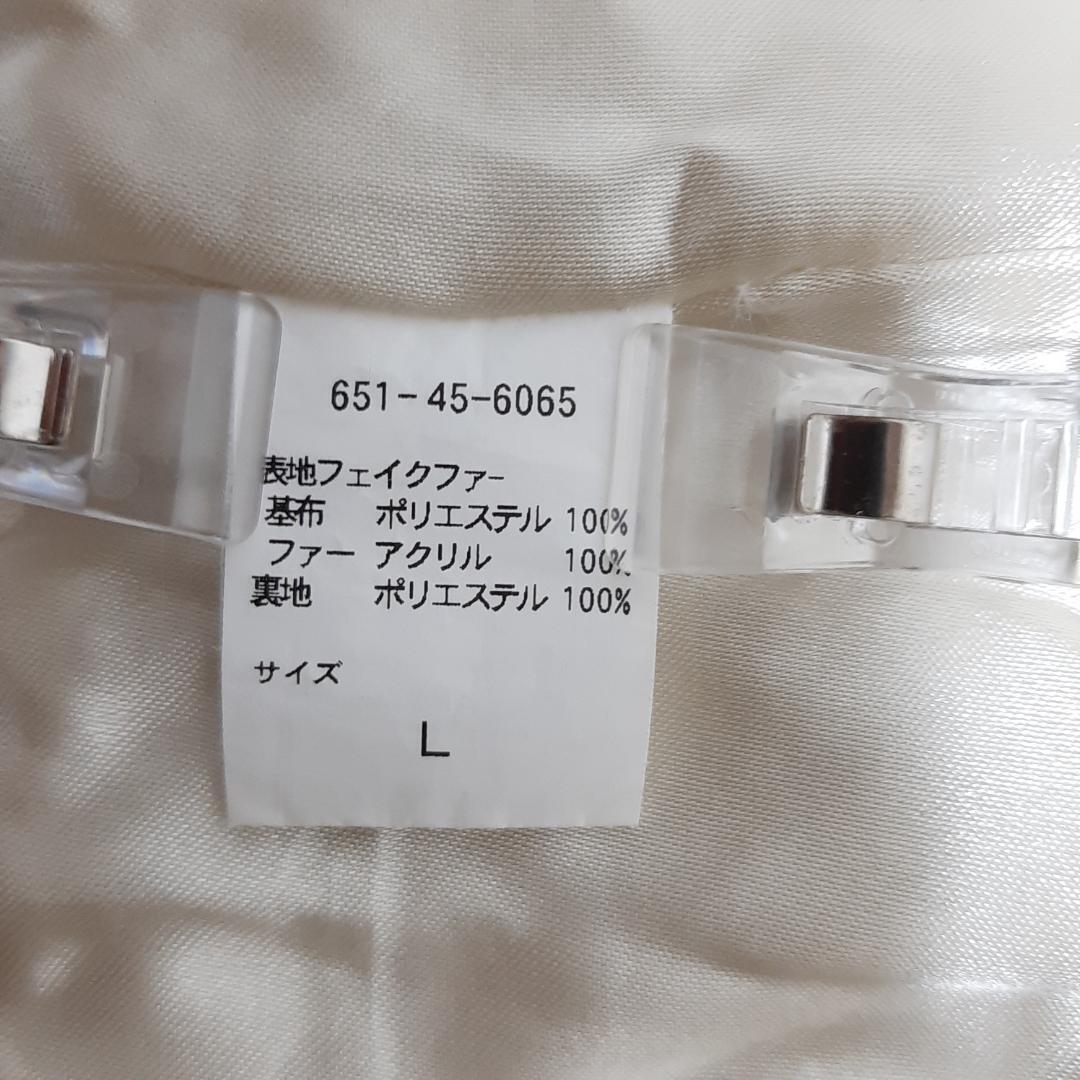 651-45-6065
表地フェイクファー
基布 ポリエステル 100%
ファー アクリル 100%
裏地 ポリエステル 100%
サイズ
L